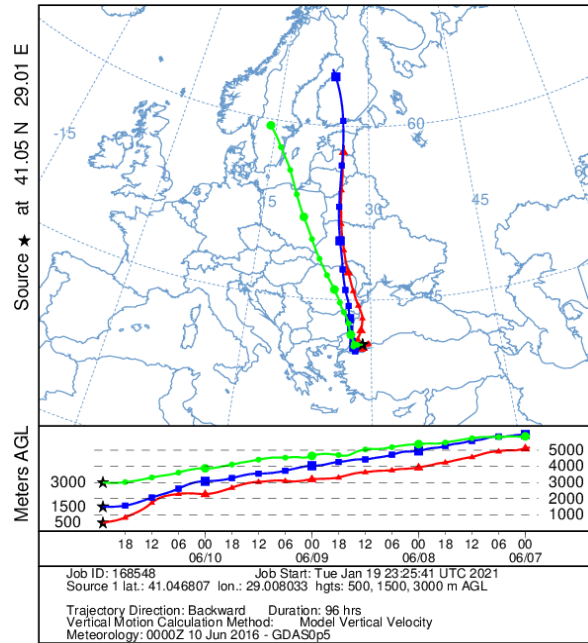 Source ★ at 41.05 N 29.01 E
-15
60
15
45
30
45
Meters AGL
3000
1500
500
5000
4000
3000
2000
1000
18 12 06 00 18 12 06 00 18 12 06 00 18 12 06 00
06/10 06/09 06/08 06/07
Job ID: 168548 Job Start: Tue Jan 19 23:25:41 UTC 2021
Source 1 lat.: 41.046807 lon.: 29.008033 hgts: 500, 1500, 3000 m AGL
Trajectory Direction: Backward Duration: 96 hrs
Vertical Motion Calculation Method: Model Vertical Velocity
Meteorology: 0000Z 10 Jun 2016 - GDAS0p5